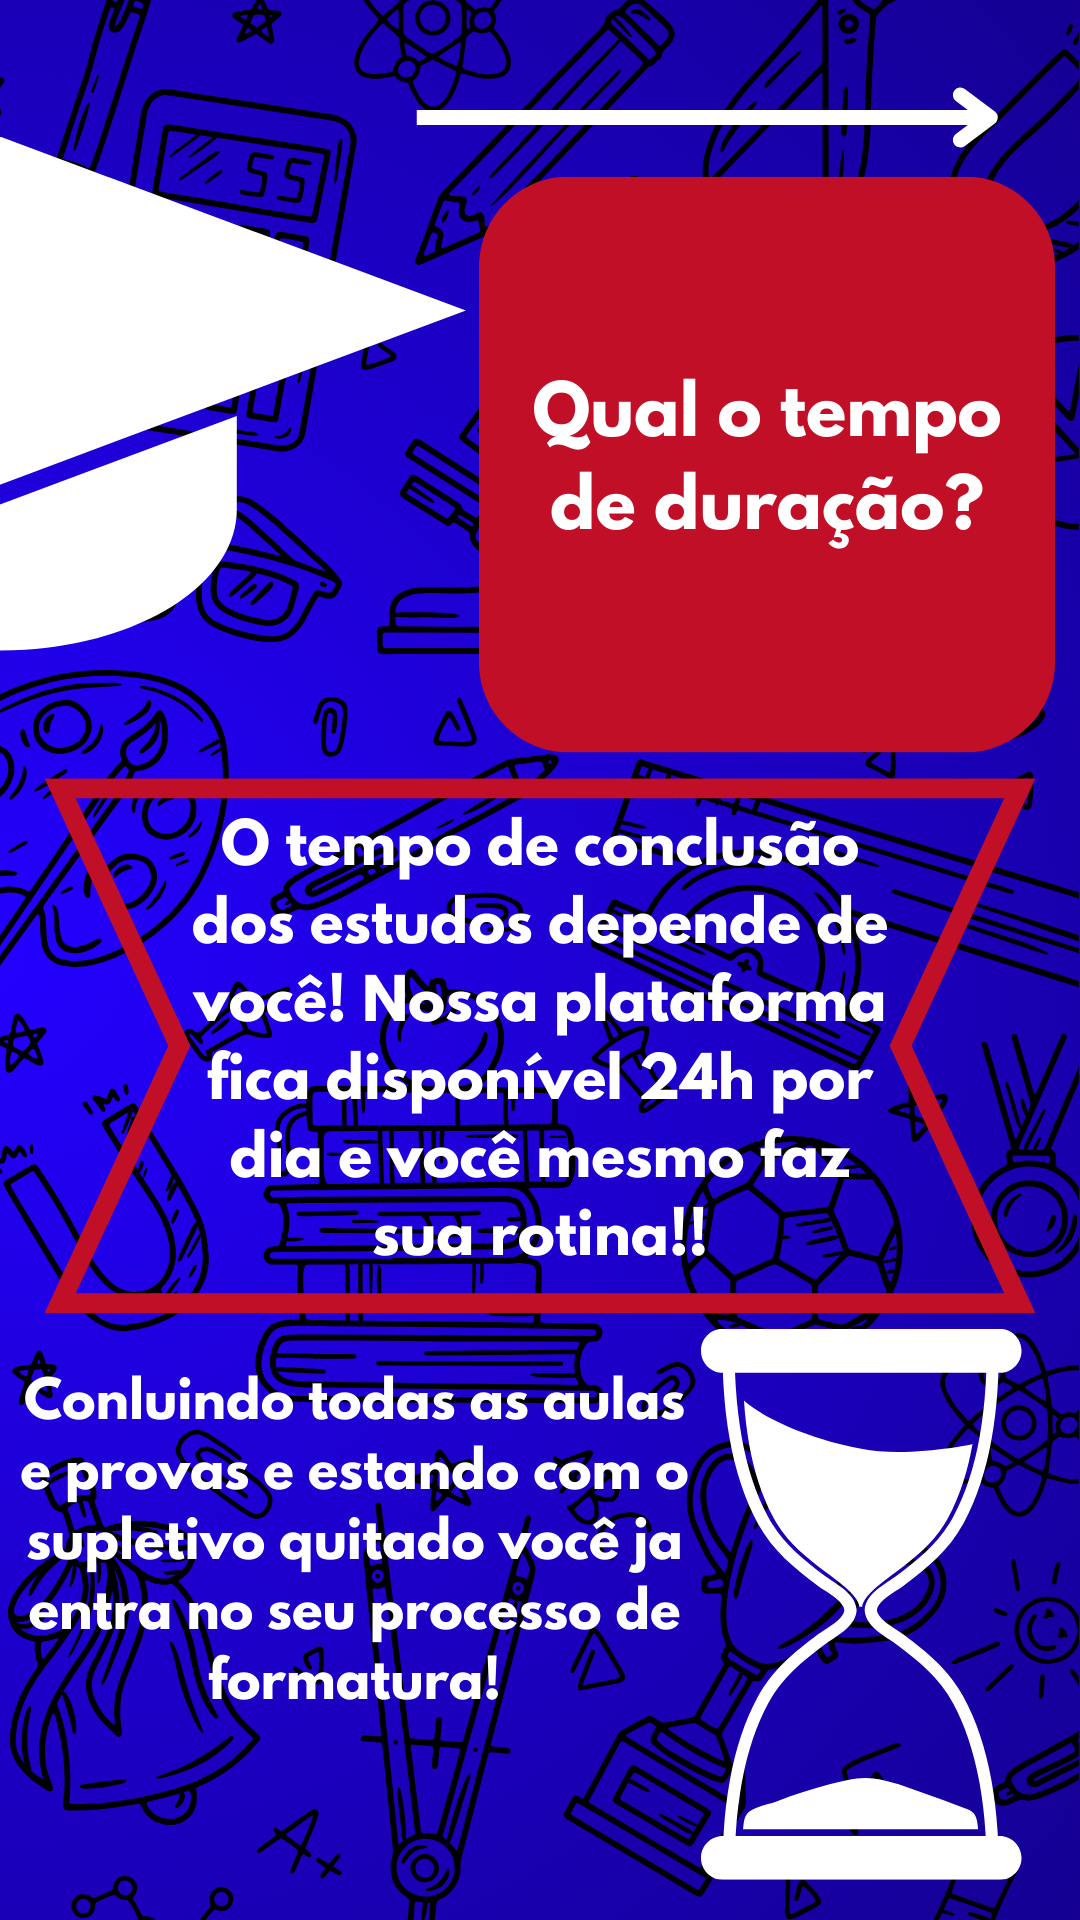 55
Qual o tempo
de duração?
O tempo de conclusão
dos estudos depende de
você! Nossa plataforma
fica disponível 24h por
dia e você mesmo faz
sua rotina!!
Conluindo todas as aulas
e provas e estando com o
supletivo quitado você ja
entra no seu processo de
formatura!
A+